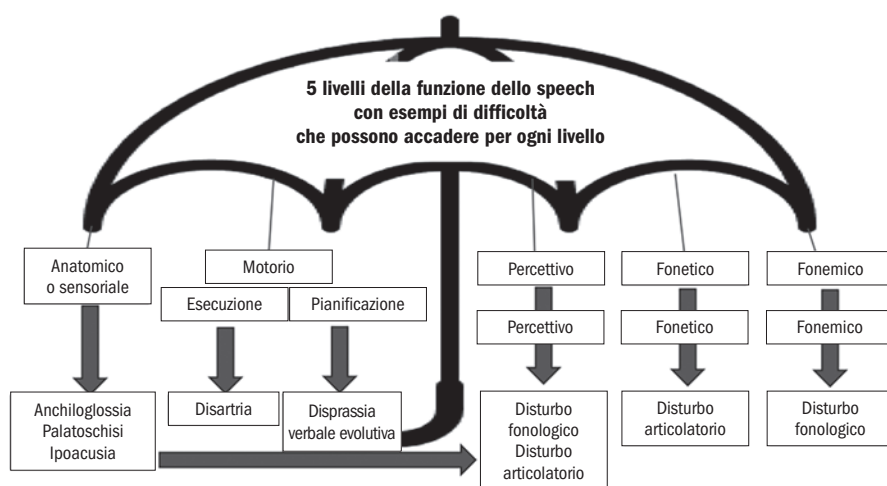 5 livelli della funzione dello speech
con esempi di difficoltà
che possono accadere per ogni livello
Anatomico
o sensoriale
Motorio
Esecuzione
Pianificazione
Percettivo
Fonetico
Fonemico
Percettivo
Fonetico
Fonemico
Anchiloglossia
Palatoschisi
Ipoacusia
Disartria
Disprassia
verbale evolutiva
Disturbo
fonologico
Disturbo
articolatorio
Disturbo
articolatorio
Disturbo
fonologico